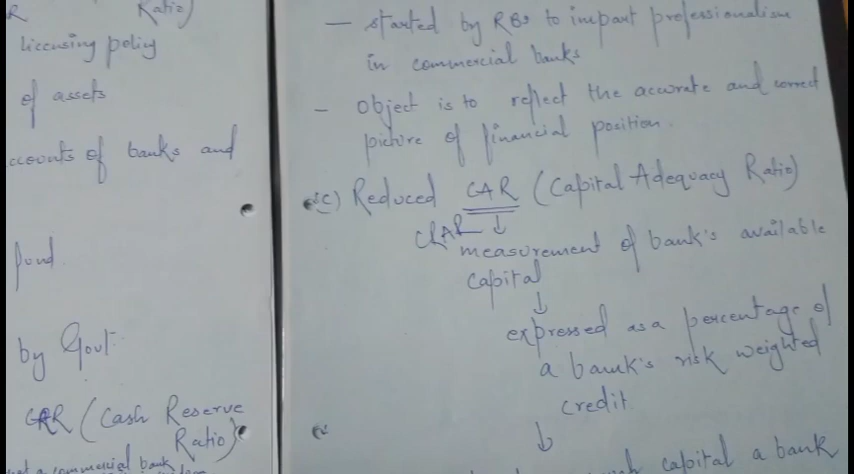 R Ratio)
licensing policy
of assets
ccounts of banks and
fund
by Govt.
CRR (Cash Reserve
Ratio)
a commercial bank
- started by RBI to impart professionalism
in commercial banks
- Object is to reflect the accurate and correct
picture of financial position.
(c) Reduced CAR (Capital Adequacy Ratio)
CRAR ↓
measurement of bank's available
capital
↓
expressed as a percentage of
a bank's risk weighted
credit.
↓
capital a bank